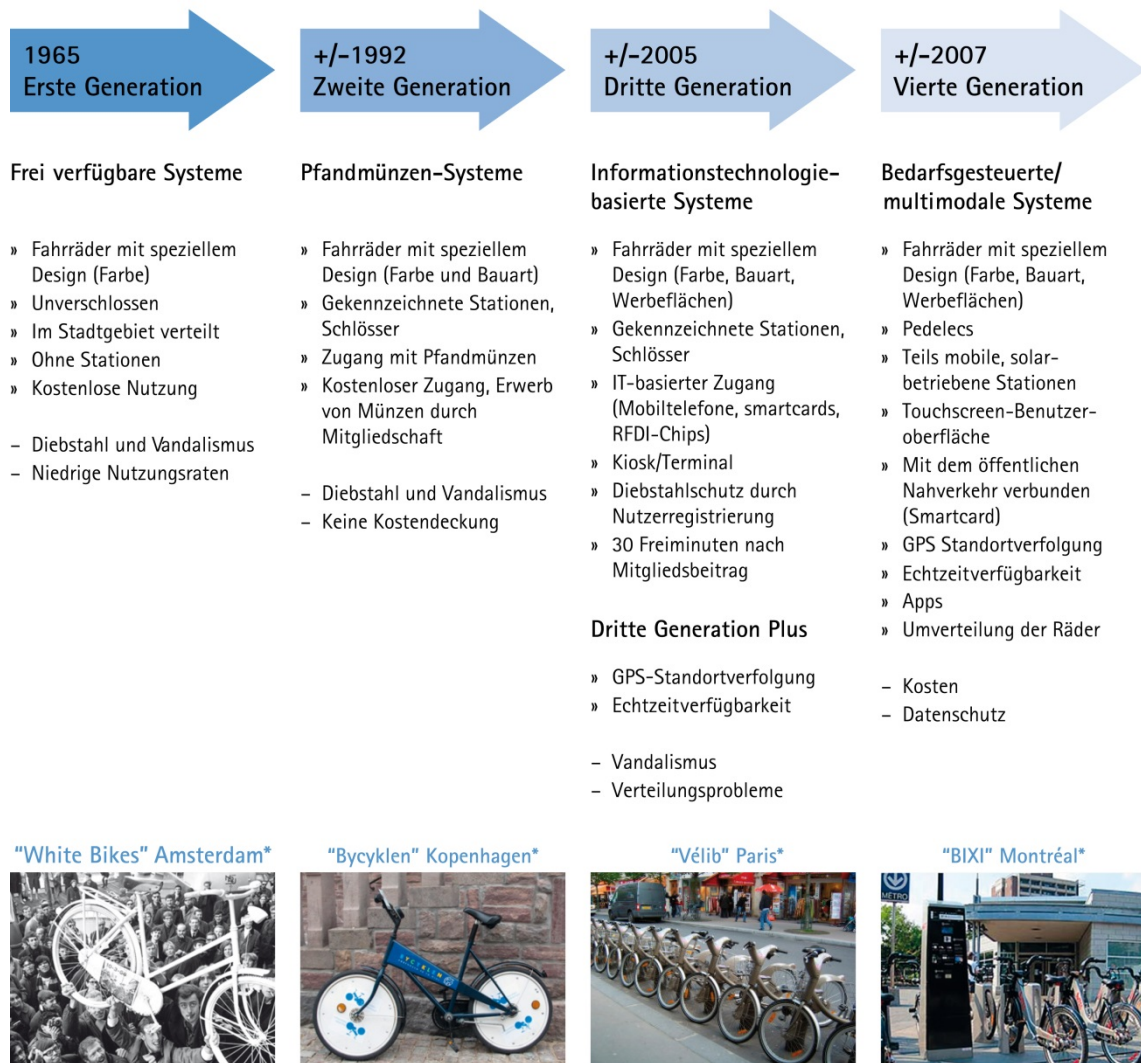 1965
Erste Generation
Frei verfügbare Systeme
» Fahrräder mit speziellem
Design (Farbe)
» Unverschlossen
» Im Stadtgebiet verteilt
» Ohne Stationen
» Kostenlose Nutzung
– Diebstahl und Vandalismus
– Niedrige Nutzungsraten
"White Bikes" Amsterdam*
+/-1992
Zweite Generation
Pfandmünzen-Systeme
» Fahrräder mit speziellem
Design (Farbe und Bauart)
» Gekennzeichnete Stationen,
Schlösser
» Zugang mit Pfandmünzen
» Kostenloser Zugang, Erwerb
von Münzen durch
Mitgliedschaft
– Diebstahl und Vandalismus
– Keine Kostendeckung
"Bycyklen" Kopenhagen*
+/-2005
Dritte Generation
Informationstechnologie-
basierte Systeme
» Fahrräder mit speziellem
Design (Farbe, Bauart,
Werbeflächen)
» Gekennzeichnete Stationen,
Schlösser
» IT-basierter Zugang
(Mobiltelefone, smartcards,
RFDI-Chips)
» Kiosk/Terminal
» Diebstahlschutz durch
Nutzerregistrierung
» 30 Freiminuten nach
Mitgliedsbeitrag
Dritte Generation Plus
» GPS-Standortverfolgung
» Echtzeitverfügbarkeit
– Vandalismus
– Verteilungsprobleme
"Vélib" Paris*
+/-2007
Vierte Generation
Bedarfsgesteuerte/
multimodale Systeme
» Fahrräder mit speziellem
Design (Farbe, Bauart,
Werbeflächen)
» Pedelecs
» Teils mobile, solar-
betriebene Stationen
» Touchscreen-Benutzer-
oberfläche
» Mit dem öffentlichen
Nahverkehr verbunden
(Smartcard)
» GPS Standortverfolgung
» Echtzeitverfügbarkeit
» Apps
» Umverteilung der Räder
– Kosten
– Datenschutz
"BIXI" Montréal*
MÉTRO